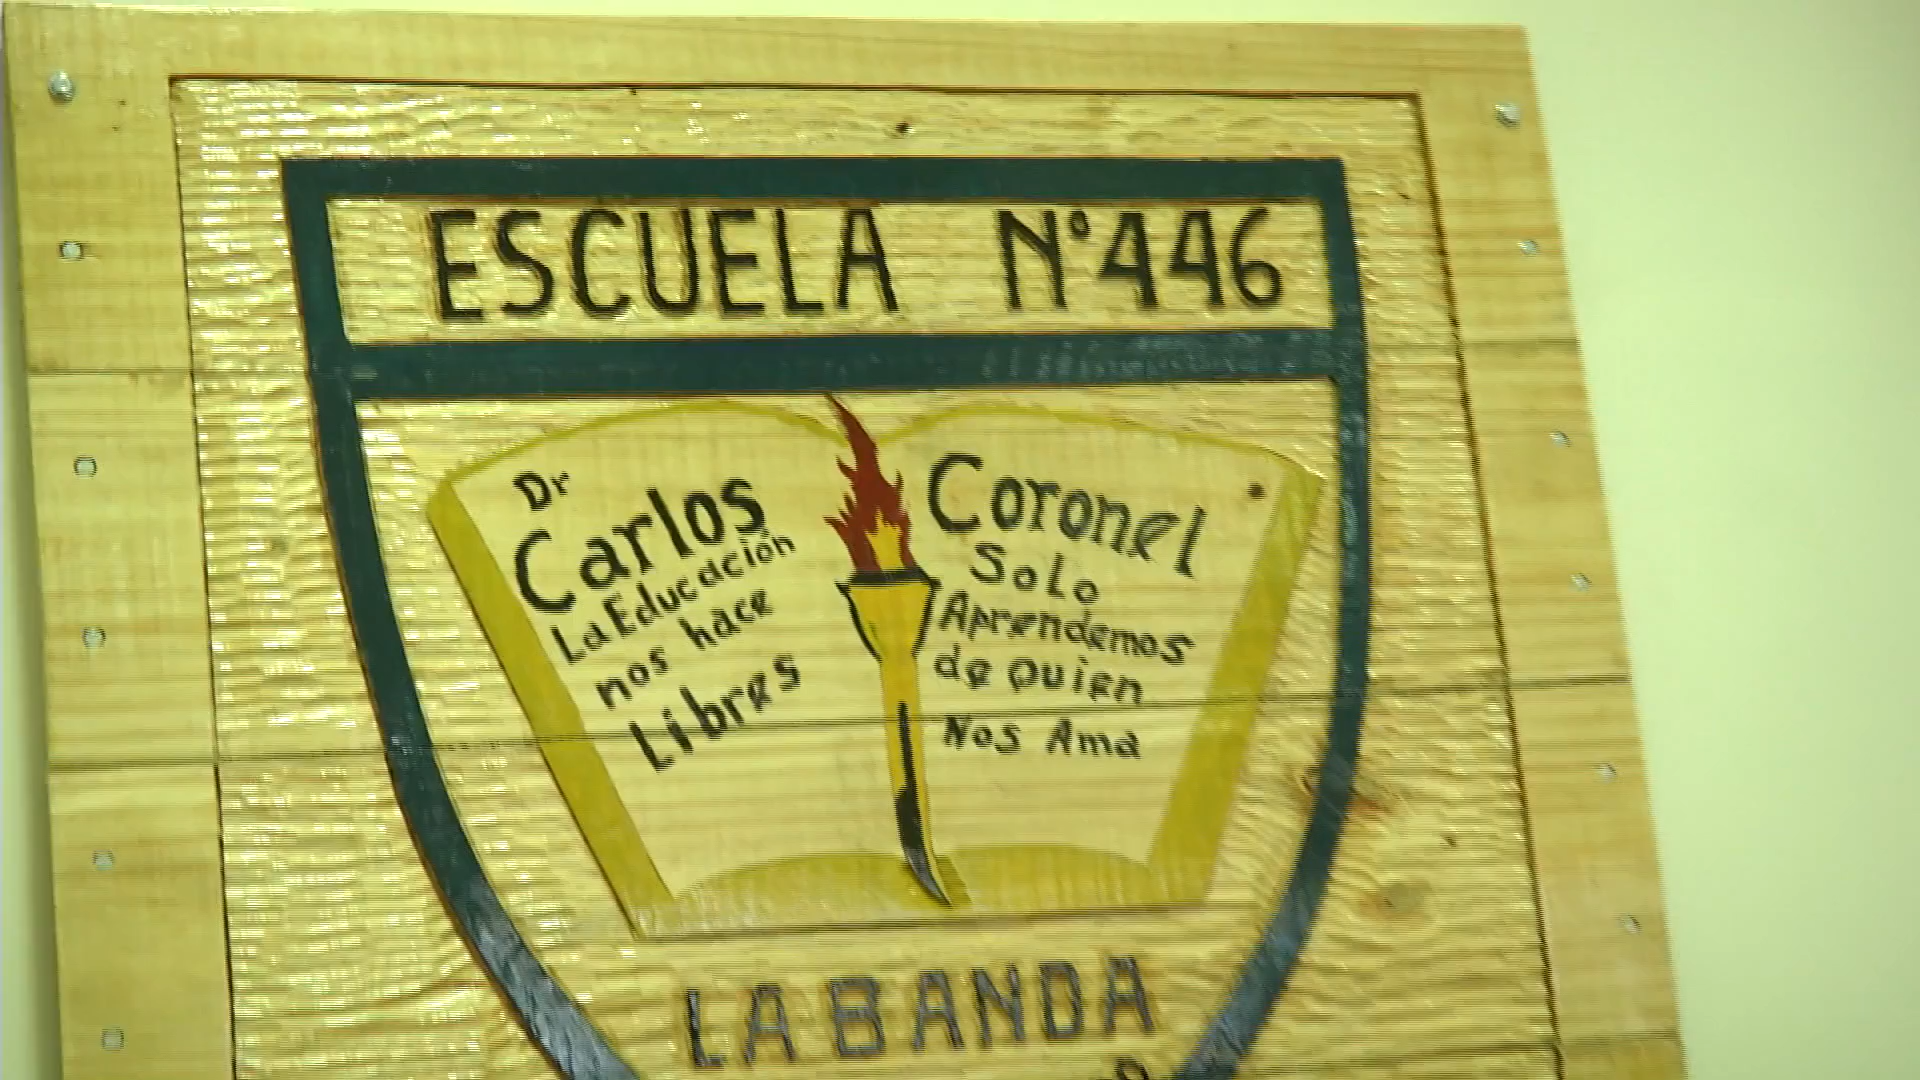 ESCUELA N°446
Dr
Carlos
La Educación
nos hace
Libres
Coronel
Solo
Aprendemos
de quien
Nos Ama
LA BANDA